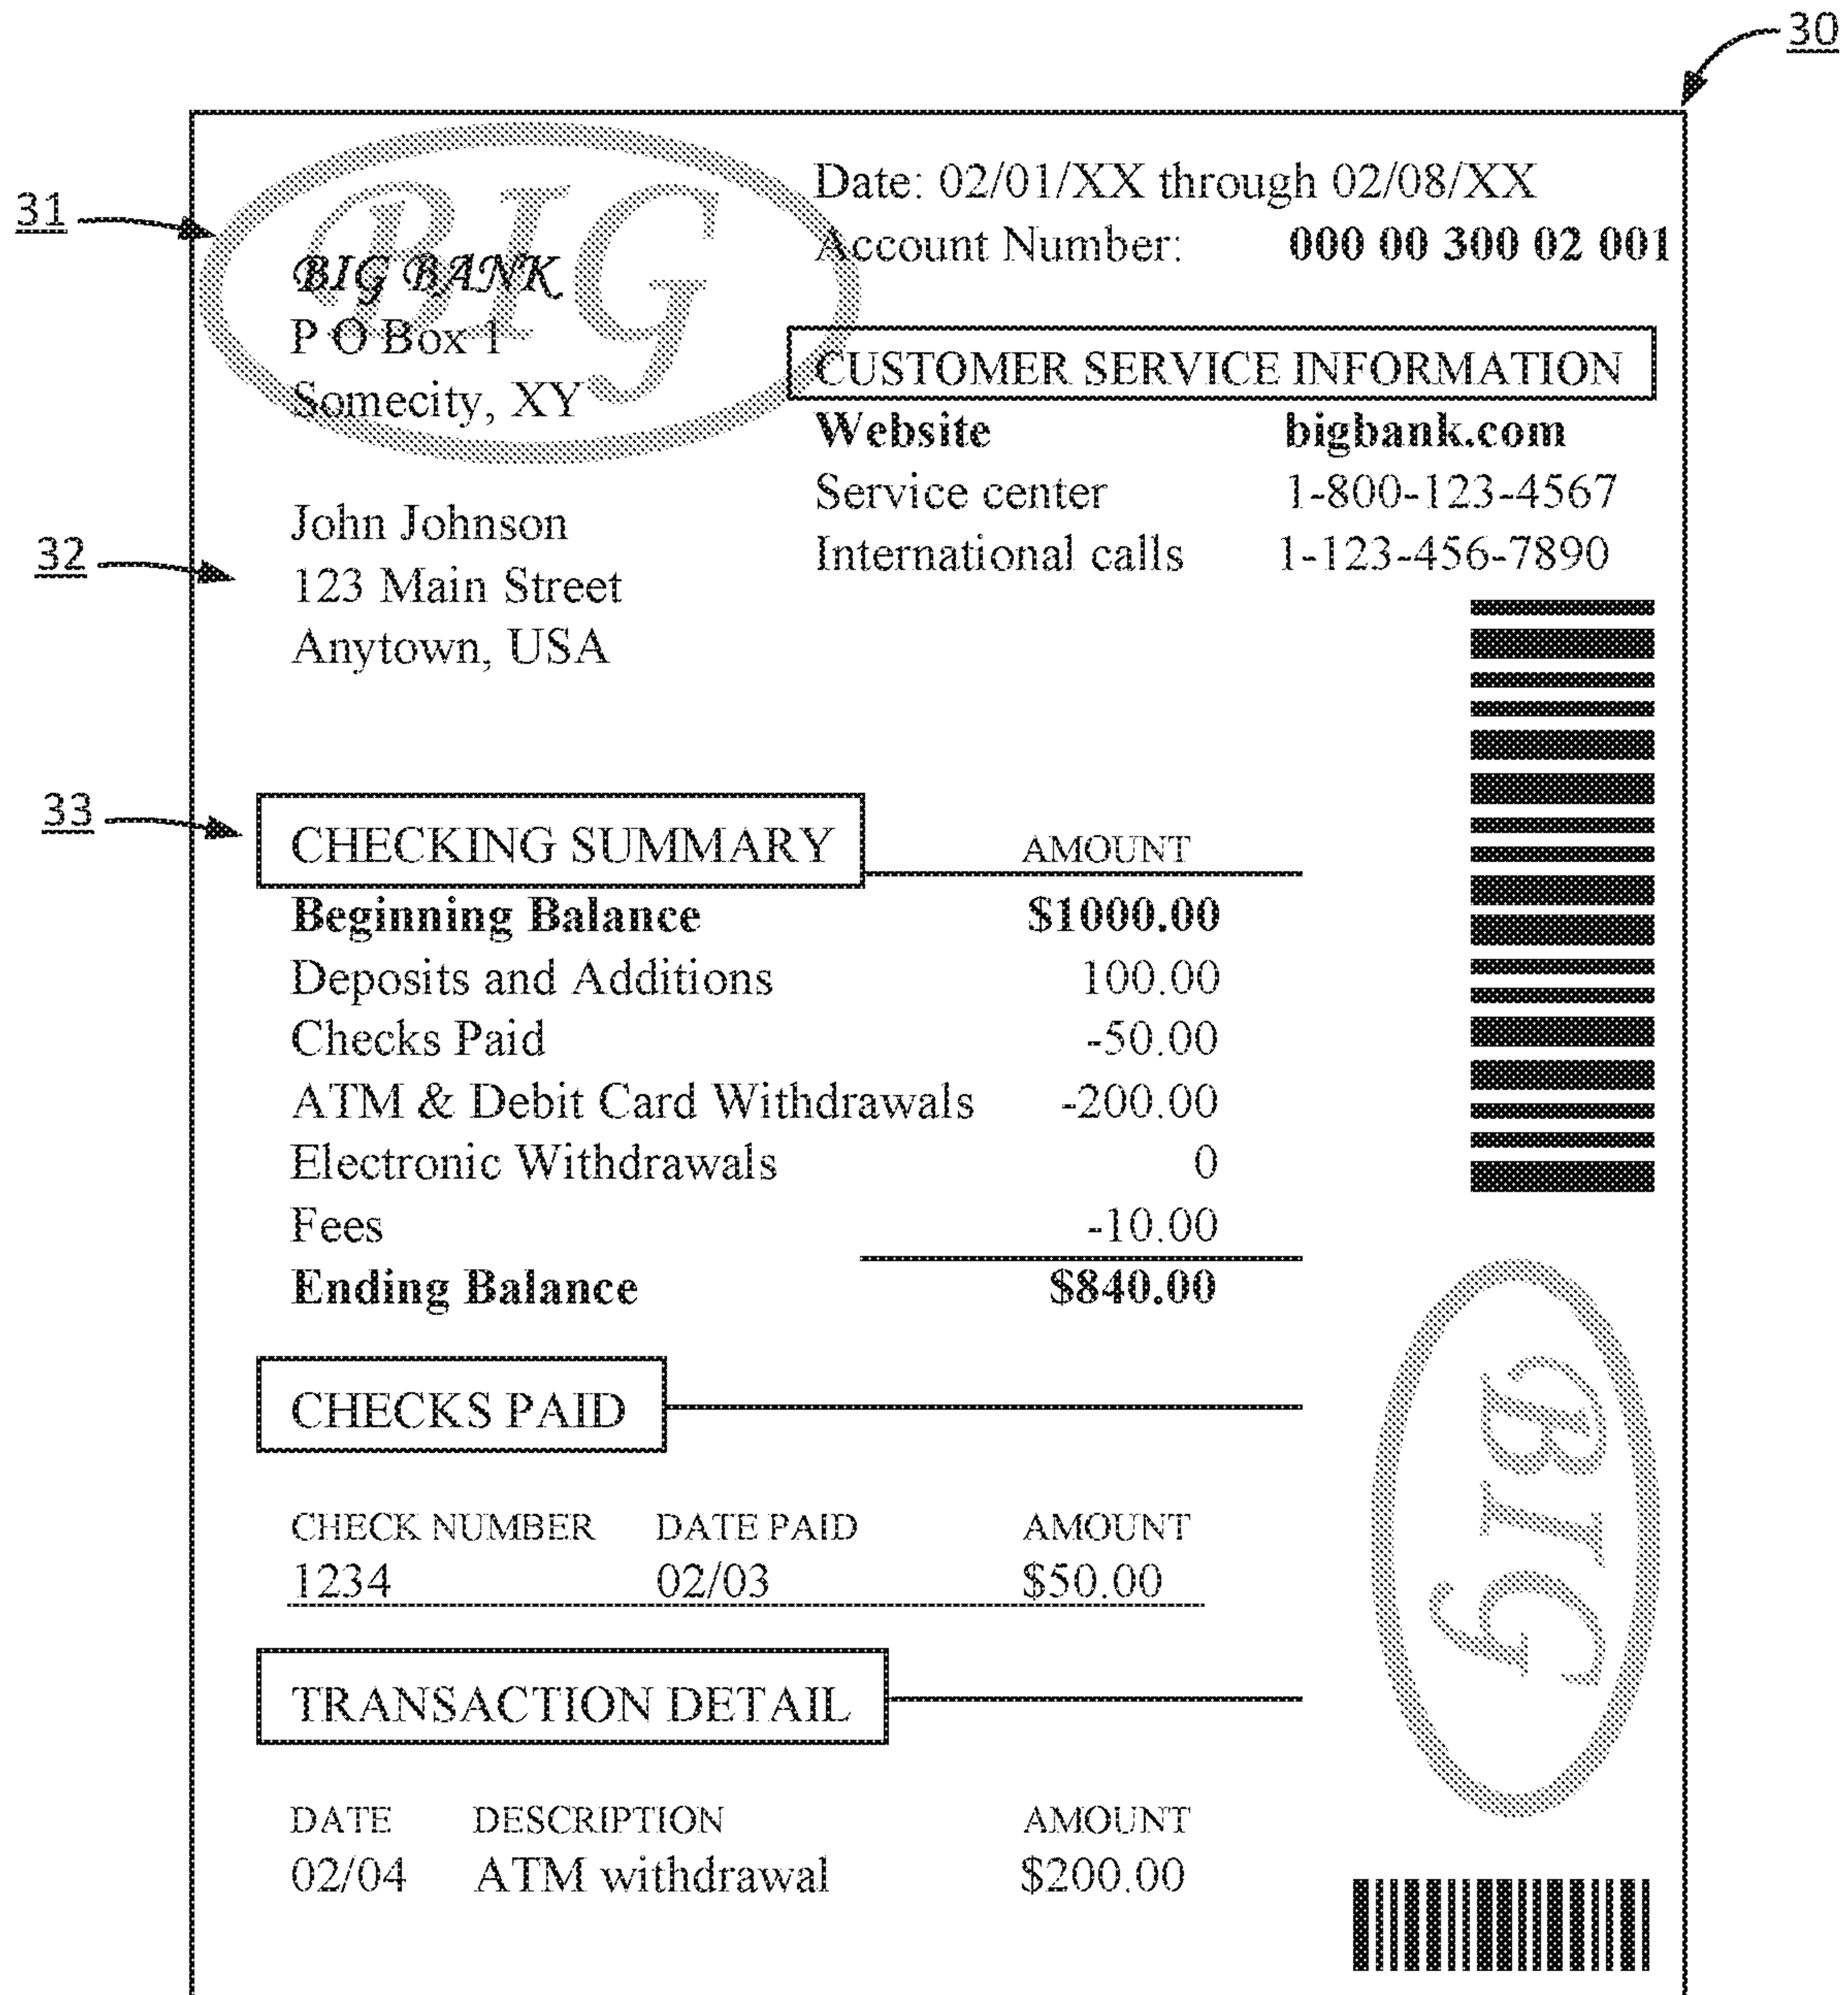 30
31
BIG
Date: 02/01/XX through 02/08/XX
Account Number: 000 00 300 02 001
BIG BANK
P O Box 1
Somecity, XY
CUSTOMER SERVICE INFORMATION
Website bigbank.com
Service center 1-800-123-4567
International calls 1-123-456-7890
32
John Johnson
123 Main Street
Anytown, USA
33
CHECKING SUMMARY AMOUNT
Beginning Balance $1000.00
Deposits and Additions 100.00
Checks Paid -50.00
ATM & Debit Card Withdrawals -200.00
Electronic Withdrawals 0
Fees -10.00
Ending Balance $840.00
BIG
CHECKS PAID
CHECK NUMBER DATE PAID AMOUNT
1234 02/03 $50.00
TRANSACTION DETAIL
DATE DESCRIPTION AMOUNT
02/04 ATM withdrawal $200.00